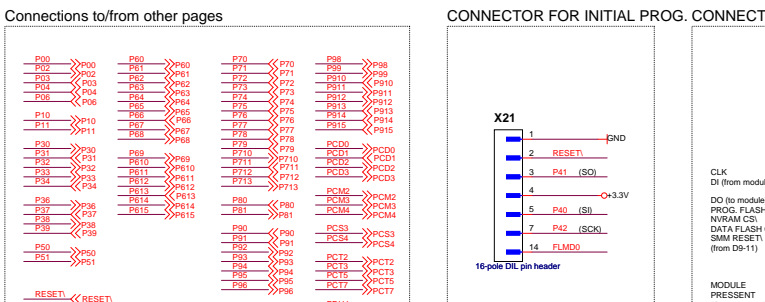 Connections to/from other pages
CONNECTOR FOR INITIAL PROG. CONNECT
P00 P00
P02 P02
P03 P03
P04 P04
P06 P06
P10 P10
P11 P11
P30 P30
P31 P31
P32 P32
P33 P33
P34 P34
P36 P36
P37 P37
P38 P38
P39 P39
P50 P50
P51 P51
RESET\ RESET\
P60 P60
P61 P61
P62 P62
P63 P63
P64 P64
P65 P65
P66 P66
P67 P67
P68 P68
P69 P69
P610 P610
P611 P611
P612 P612
P613 P613
P614 P614
P615 P615
P70 P70
P71 P71
P72 P72
P73 P73
P74 P74
P75 P75
P76 P76
P77 P77
P78 P78
P79 P79
P710 P710
P711 P711
P712 P712
P713 P713
P80 P80
P81 P81
P90 P90
P91 P91
P92 P92
P93 P93
P94 P94
P95 P95
P96 P96
P98 P98
P99 P99
P910 P910
P911 P911
P912 P912
P913 P913
P914 P914
P915 P915
PCD0 PCD0
PCD1 PCD1
PCD2 PCD2
PCD3 PCD3
PCM2 PCM2
PCM3 PCM3
PCM4 PCM4
PCS3 PCS3
PCS4 PCS4
PCT2 PCT2
PCT3 PCT3
PCT5 PCT5
PCT7 PCT7
X21
1 GND
2 RESET\
3 P41 (SO)
4 +3.3V
5 P40 (SI)
7 P42 (SCK)
14 FLMD0
16-pole DIL pin header
CLK
DI (from modul
DO (to module
PROG. FLASH
NVRAM CS\
DATA FLASH
SMM RESET\
(from D9-11)
MODULE
PRESSENT